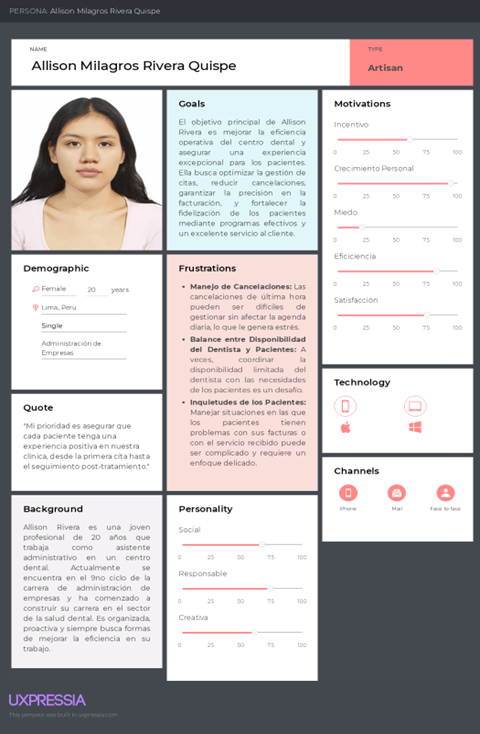 PERSONA: Allison Milagros Rivera Quispe
NAME
Allison Milagros Rivera Quispe
TYPE
Artisan
Goals
El objetivo principal de Allison
Rivera es mejorar la eficiencia
operativa del centro dental y
asegurar una experiencia
excepcional para los pacientes.
Ella busca optimizar la gestión de
citas, reducir cancelaciones,
garantizar la precisión en la
facturación, y fortalecer la
fidelización de los pacientes
mediante programas efectivos y
un excelente servicio al cliente.
Motivations
Incentivo
0 25 50 75 100
Crecimiento Personal
0 25 50 75 100
Miedo
0 25 50 75 100
Eficiciencia
0 25 50 75 100
Satisfacción
0 25 50 75 100
Demographic
Female 20 years
Lima, Peru
Single
Administración de
Empresas
Frustrations
• Manejo de Cancelaciones: Las
cancelaciones de última hora
pueden ser difíciles de
gestionar sin afectar la agenda
diaria, lo que le genera estrés.
• Balance entre Disponibilidad
del Dentista y Pacientes: A
veces, coordinar la
disponibilidad limitada del
dentista con las necesidades
de los pacientes es un desafío.
• Inquietudes de los Pacientes:
Manejar situaciones en las que
los pacientes tienen
problemas con sus facturas o
con el servicio recibido puede
ser complicado y requiere un
enfoque delicado.
Technology
Quote
"Mi prioridad es asegurar que
cada paciente tenga una
experiencia positiva en nuestra
clínica, desde la primera cita hasta
el seguimiento post-tratamiento."
Channels
Phone Mail Face to face
Background
Allison Rivera es una joven
profesional de 20 años que
trabaja como asistente
administrativo en un centro
dental. Actualmente se
encuentra en el 9no ciclo de la
carrera de administración de
empresas y ha comenzado a
construir su carrera en el sector
de la salud dental. Es organizada,
proactiva y siempre busca formas
de mejorar la eficiencia en su
trabajo.
Personality
Social
0 25 50 75 100
Responsable
0 25 50 75 100
Creativa
0 25 50 75 100
UXPRESSIA
This persona was built in uxpressia.com